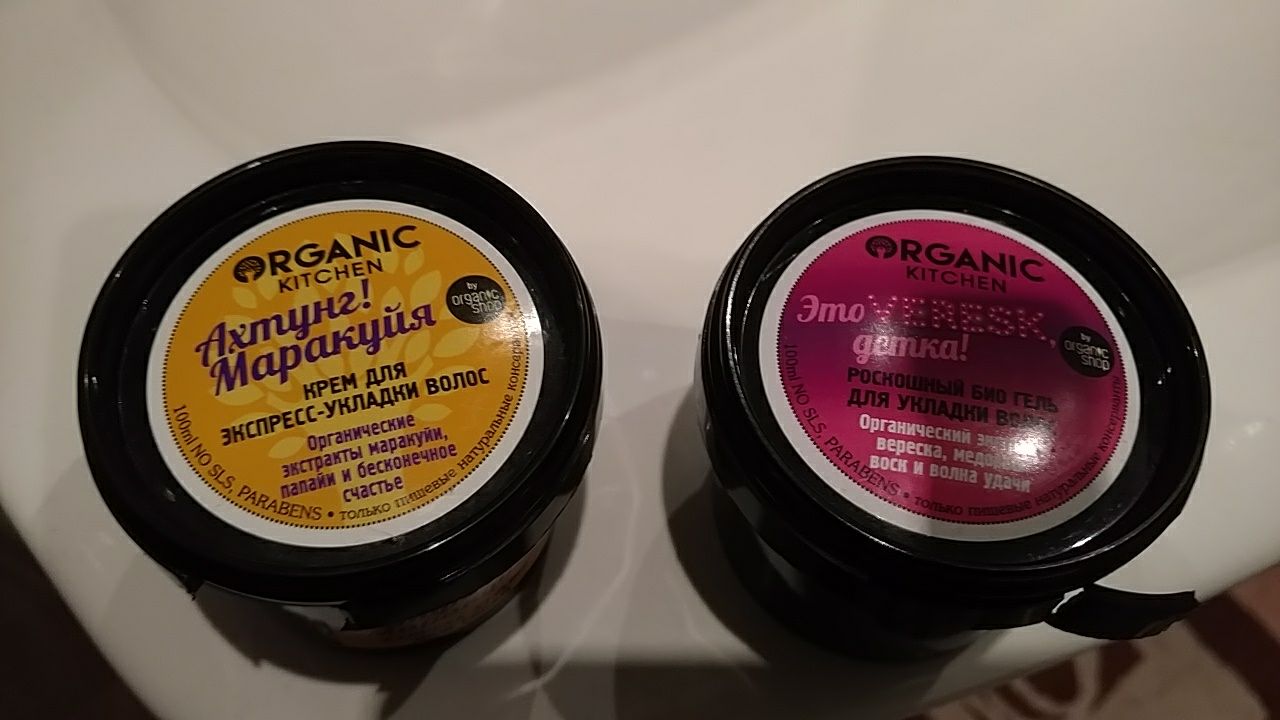 ORGANIC
KITCHEN
by
organic
shop
Ахтунг!
Маракуйя
КРЕМ ДЛЯ
ЭКСПРЕСС-УКЛАДКИ ВОЛОС
Органические
экстракты маракуйи,
папайи и бесконечное
счастье
100ml NO SLS, PARABENS • только пищевые натуральные
ORGANIC
KITCHEN
by
organic
shop
Это VERESK,
детка!
РОСКОШНЫЙ БИО ГЕЛЬ
ДЛЯ УКЛАДКИ
Органический
вереска,
воск и волна удачи
100ml NO SLS, PARABENS • только пищевые натуральные консерванты